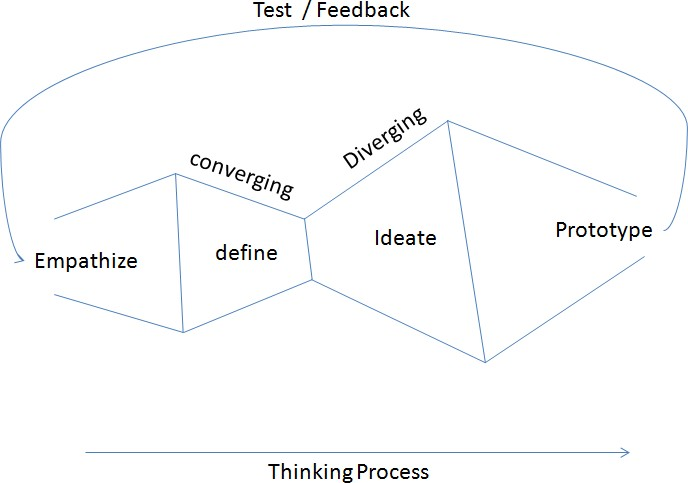 Test / Feedback
converging
Diverging
Empathize
define
Ideate
Prototype
Thinking Process